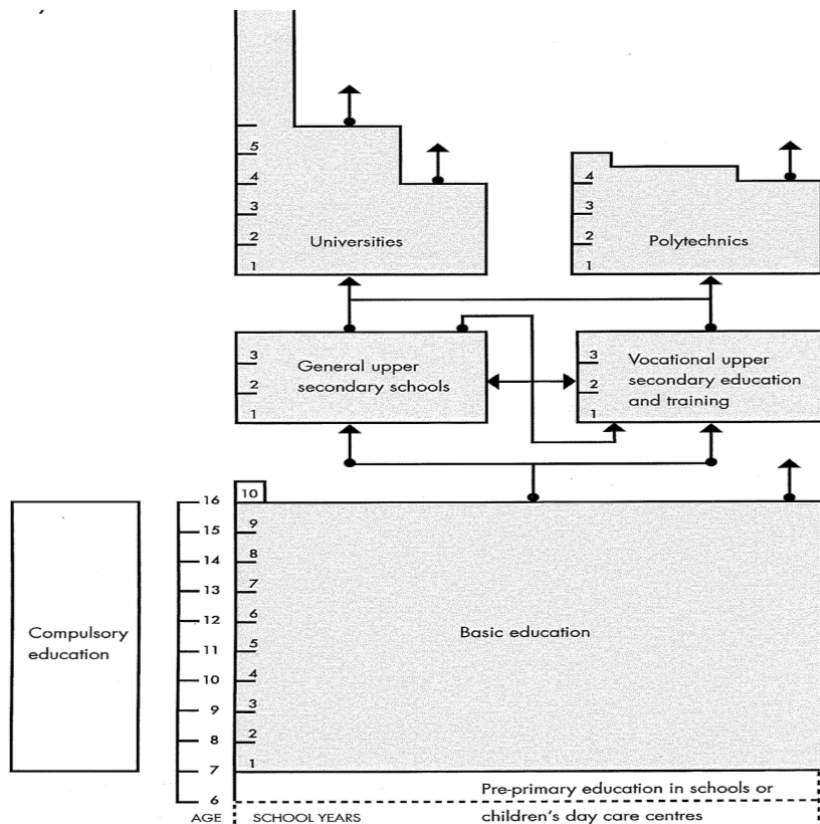 5
4
3
2
1
Universities
4
3
2
1
Polytechnics
3
2
1
General upper
secondary schools
3
2
1
Vocational upper
secondary education
and training
Compulsory
education
16
15
14
13
12
11
10
9
8
7
6
AGE
10
9
8
7
6
5
4
3
2
1
SCHOOL YEARS
Basic education
Pre-primary education in schools or
children's day care centres